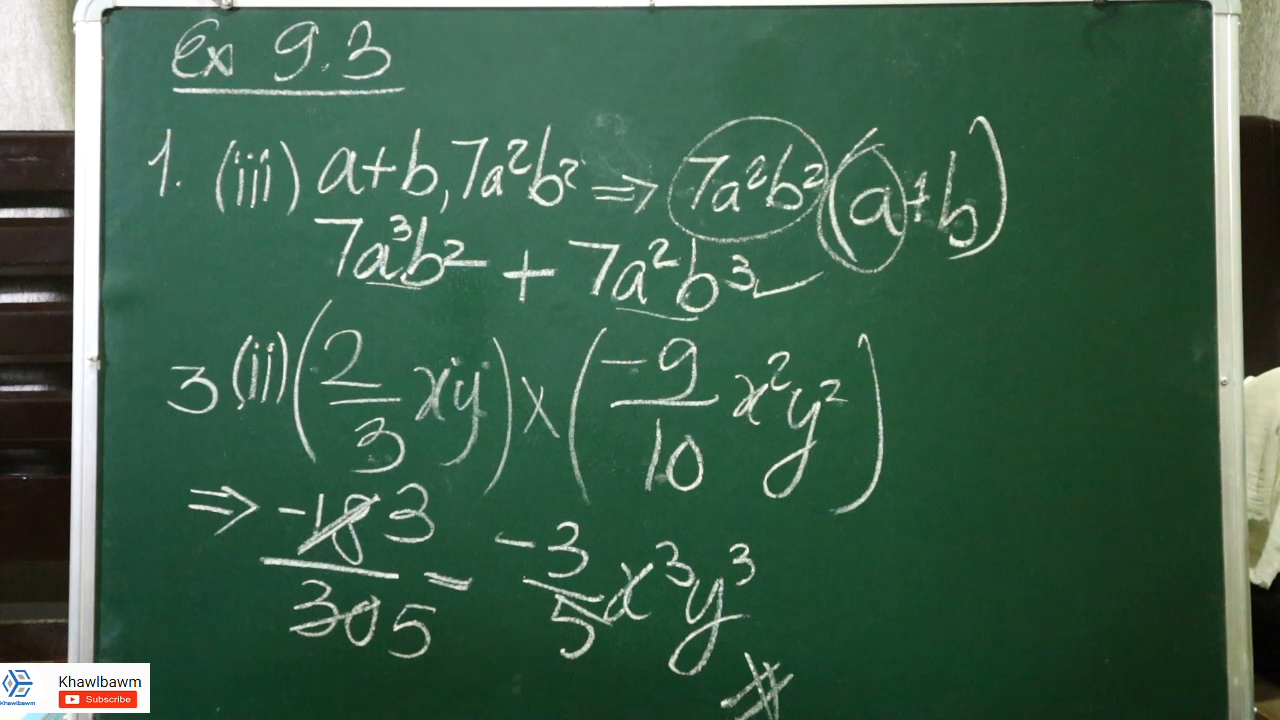 Ex 9.3
1. (iii) a+b, 7a²b² ⇒ 7a²b² (a+b)
7a³b² + 7a²b³
3 (ii) (2/3 xy) × (-9/10 x²y²)
⇒ -18 3 / 30 5 = -3/5 x³y³
Khawlbawm
Subscribe
Khawlbawm